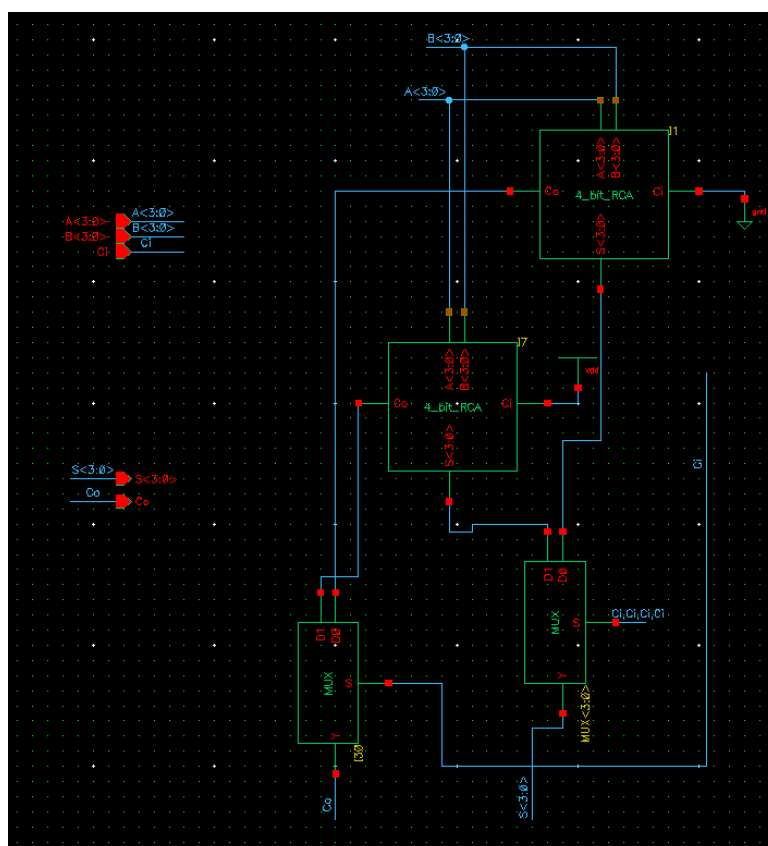 B<3:0>
A<3:0>
I1
A<3:0>
B<3:0>
Co
4_bit_RCA
Ci
S<3:0>
gnd
A<3:0>
A<3:0>
B<3:0>
B<3:0>
Ci
Ci
I7
A<3:0>
B<3:0>
vdd
Co
4_bit_RCA
Ci
S<3:0>
Ci
S<3:0>
S<3:0>
Co
Co
D1
D0
MUX
S
Ci,Ci,Ci,Ci
Y
MUX<3:0>
D1
D0
MUX
S
Y
I30
Co
S<3:0>